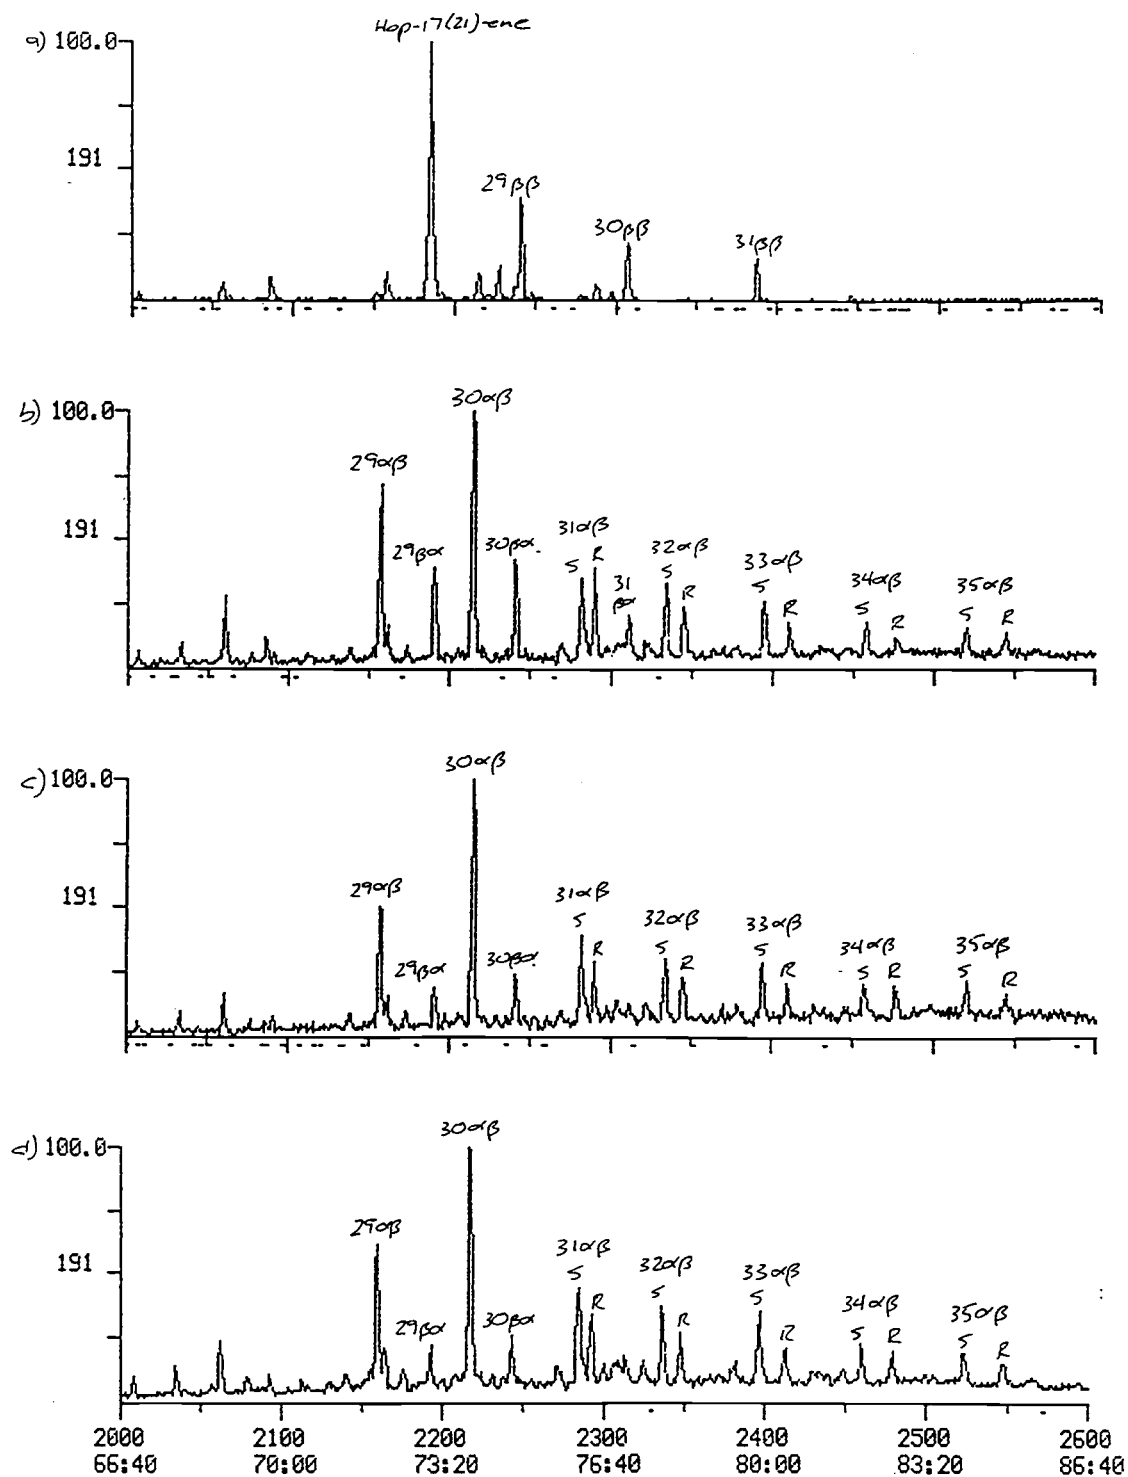 Hop-17(21)-ene
a) 100.0
191
29ββ
30ββ
31ββ
b) 100.0
30αβ
29αβ
191
29βα
30βα.
31αβ
S R
31
βα
32αβ
S R
33αβ
S R
34αβ
S R
35αβ
S R
c) 100.0
30αβ
29αβ
191
29βα
30βα.
31αβ
S R
32αβ
S R
33αβ
S R
34αβ
S R
35αβ
S R
d) 100.0
30αβ
29αβ
191
29βα
30βα
31αβ
S R
32αβ
S R
33αβ
S R
34αβ
S R
35αβ
S R
2000 2100 2200 2300 2400 2500 2600
66:40 70:00 73:20 76:40 80:00 83:20 86:40